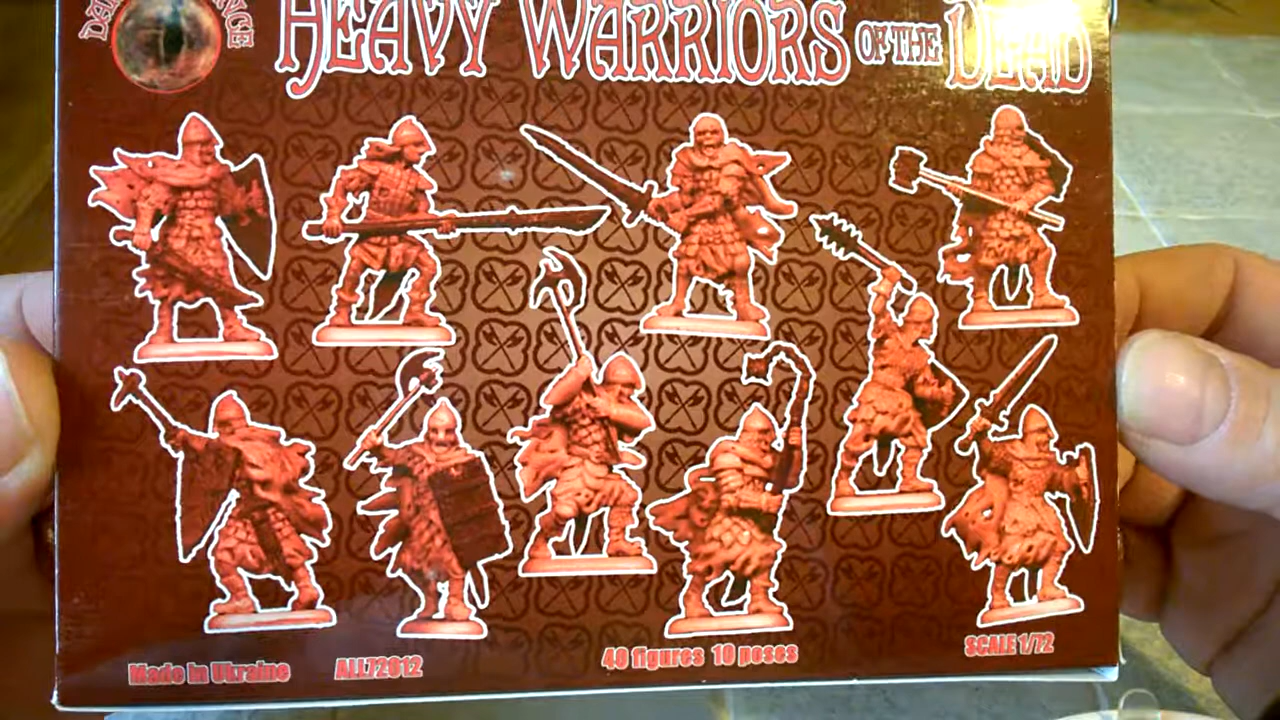 HEAVY WARRIORS OF THE DEAD
Made in Ukraine
ALL72012
40 figures 10 poses
SCALE 1/72